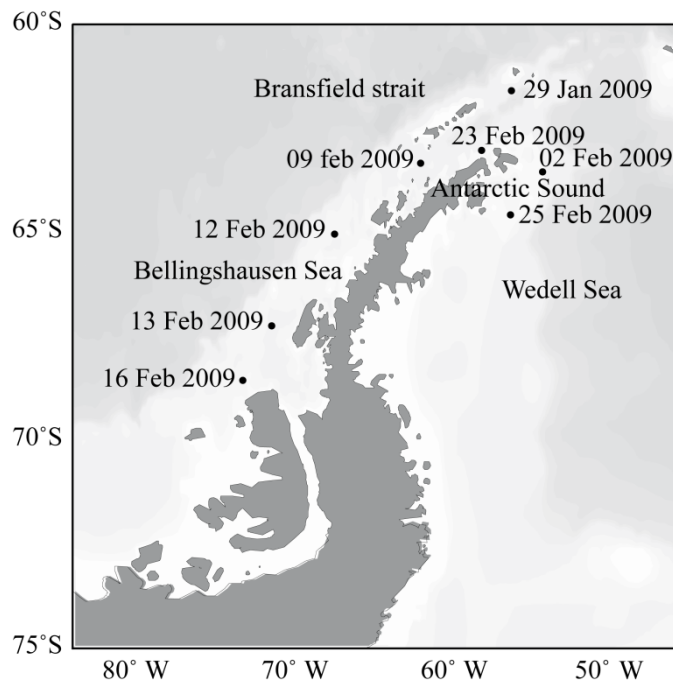 60°S
Bransfield strait
29 Jan 2009
23 Feb 2009
09 feb 2009
02 Feb 2009
Antarctic Sound
65°S
12 Feb 2009
25 Feb 2009
Bellingshausen Sea
Wedell Sea
13 Feb 2009
16 Feb 2009
70°S
75°S
80° W
70° W
60° W
50° W